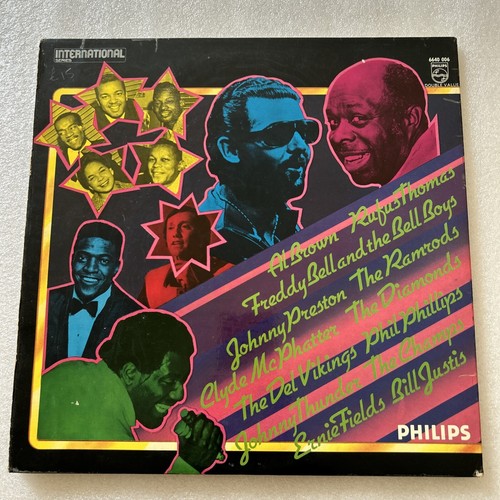 INTERNATIONAL
SERIES
6640 006
PHILIPS
DOUBLE VALUE
Al Brown Rufus Thomas
Freddy Bell and the Bell Boys
Johnny Preston The Ramrods
Clyde McPhatter The Diamonds
The Del Vikings Phil Phillips
Johnny Thunder The Champs
Ernie Fields Bill Justis
PHILIPS